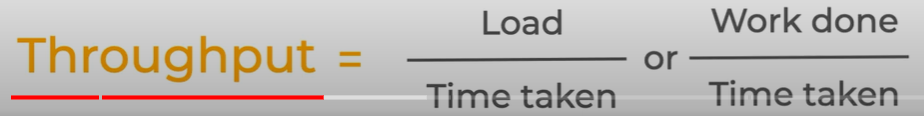 Throughput = Load / Time taken or Work done / Time taken